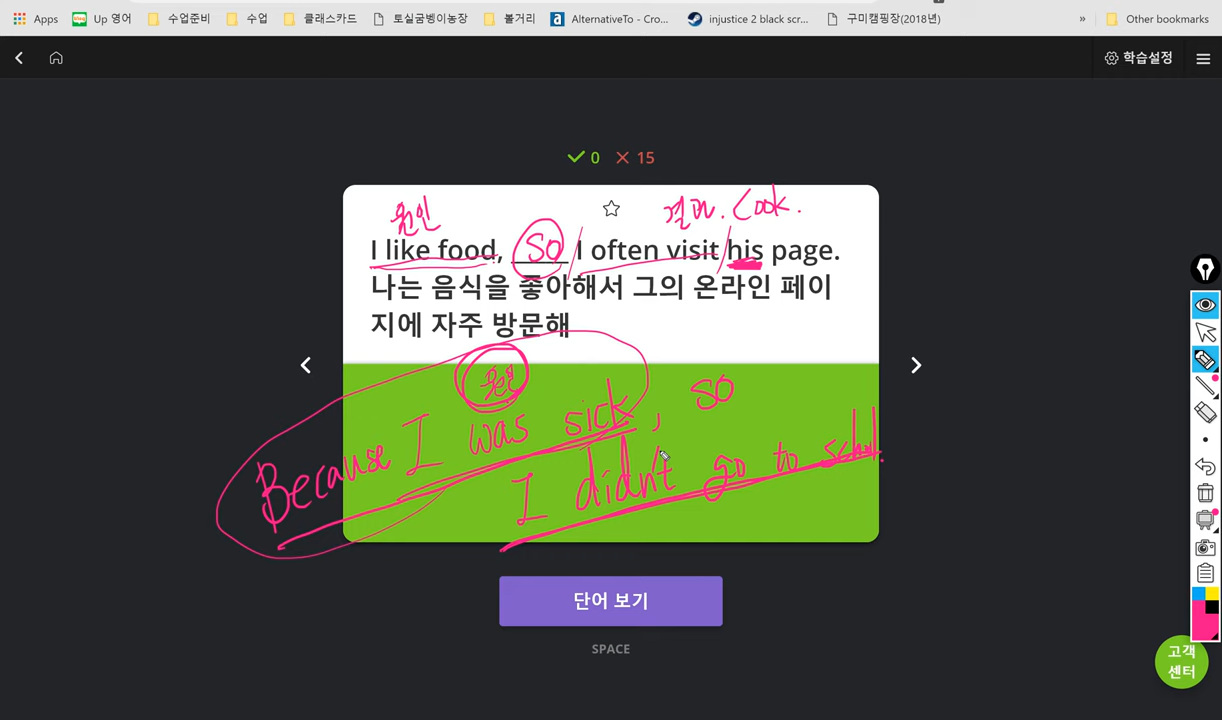 Apps Up 영어 수업준비 수업 클래스카드 토실굼벵이농장 볼거리 AlternativeTo - Cro... injustice 2 black scr... 구미캠핑장(2018년) » Other bookmarks
학습설정
0 15
원인 결과. Cook.
I like food, so I often visit his page.
나는 음식을 좋아해서 그의 온라인 페이
지에 자주 방문해
원인
Because I was sick, so
I didn't go to school.
단어 보기
SPACE
고객
센터